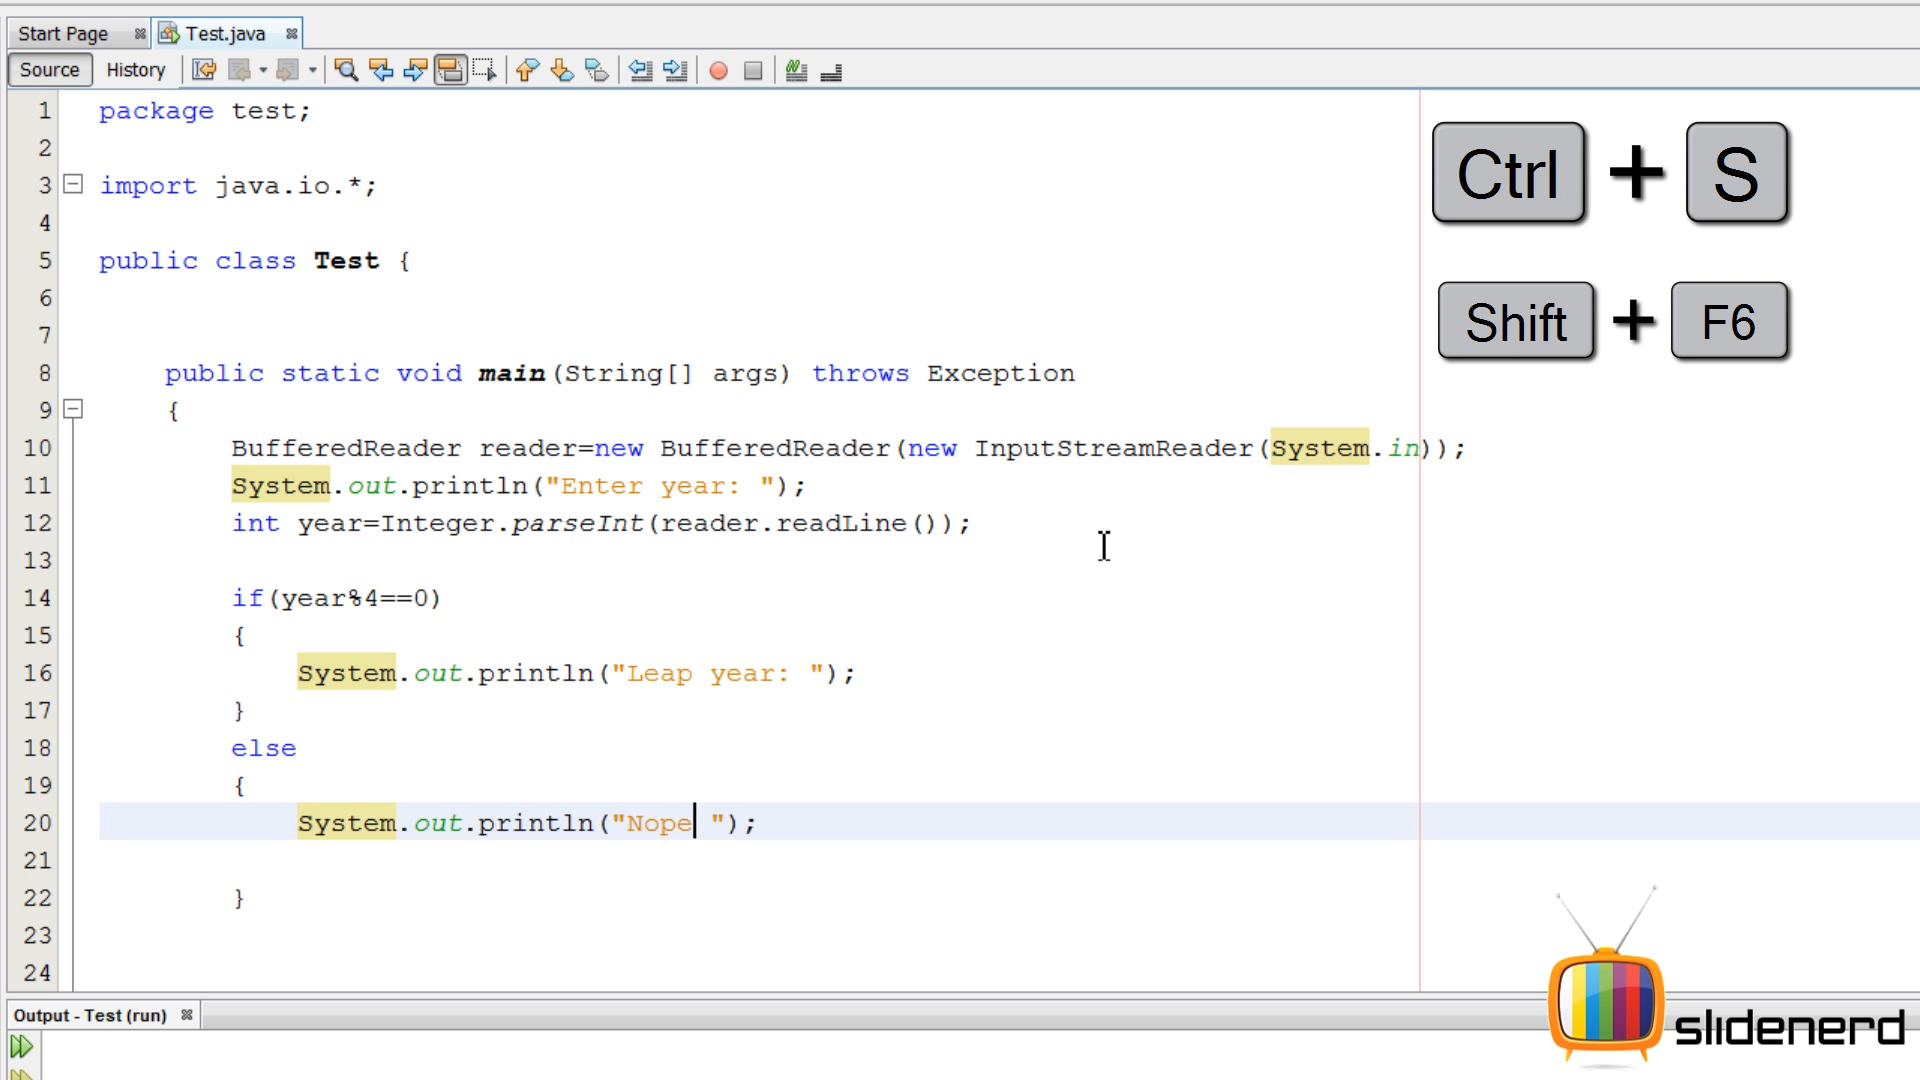 Start Page
Test.java
Source History
1 package test;
2
3 import java.io.*;
4
5 public class Test {
6
7
8 public static void main(String[] args) throws Exception
9 {
10 BufferedReader reader=new BufferedReader(new InputStreamReader(System.in));
11 System.out.println("Enter year: ");
12 int year=Integer.parseInt(reader.readLine());
13
14 if(year%4==0)
15 {
16 System.out.println("Leap year: ");
17 }
18 else
19 {
20 System.out.println("Nope ");
21
22 }
23
24
Ctrl + S
Shift + F6
Output - Test (run)
slidenerd